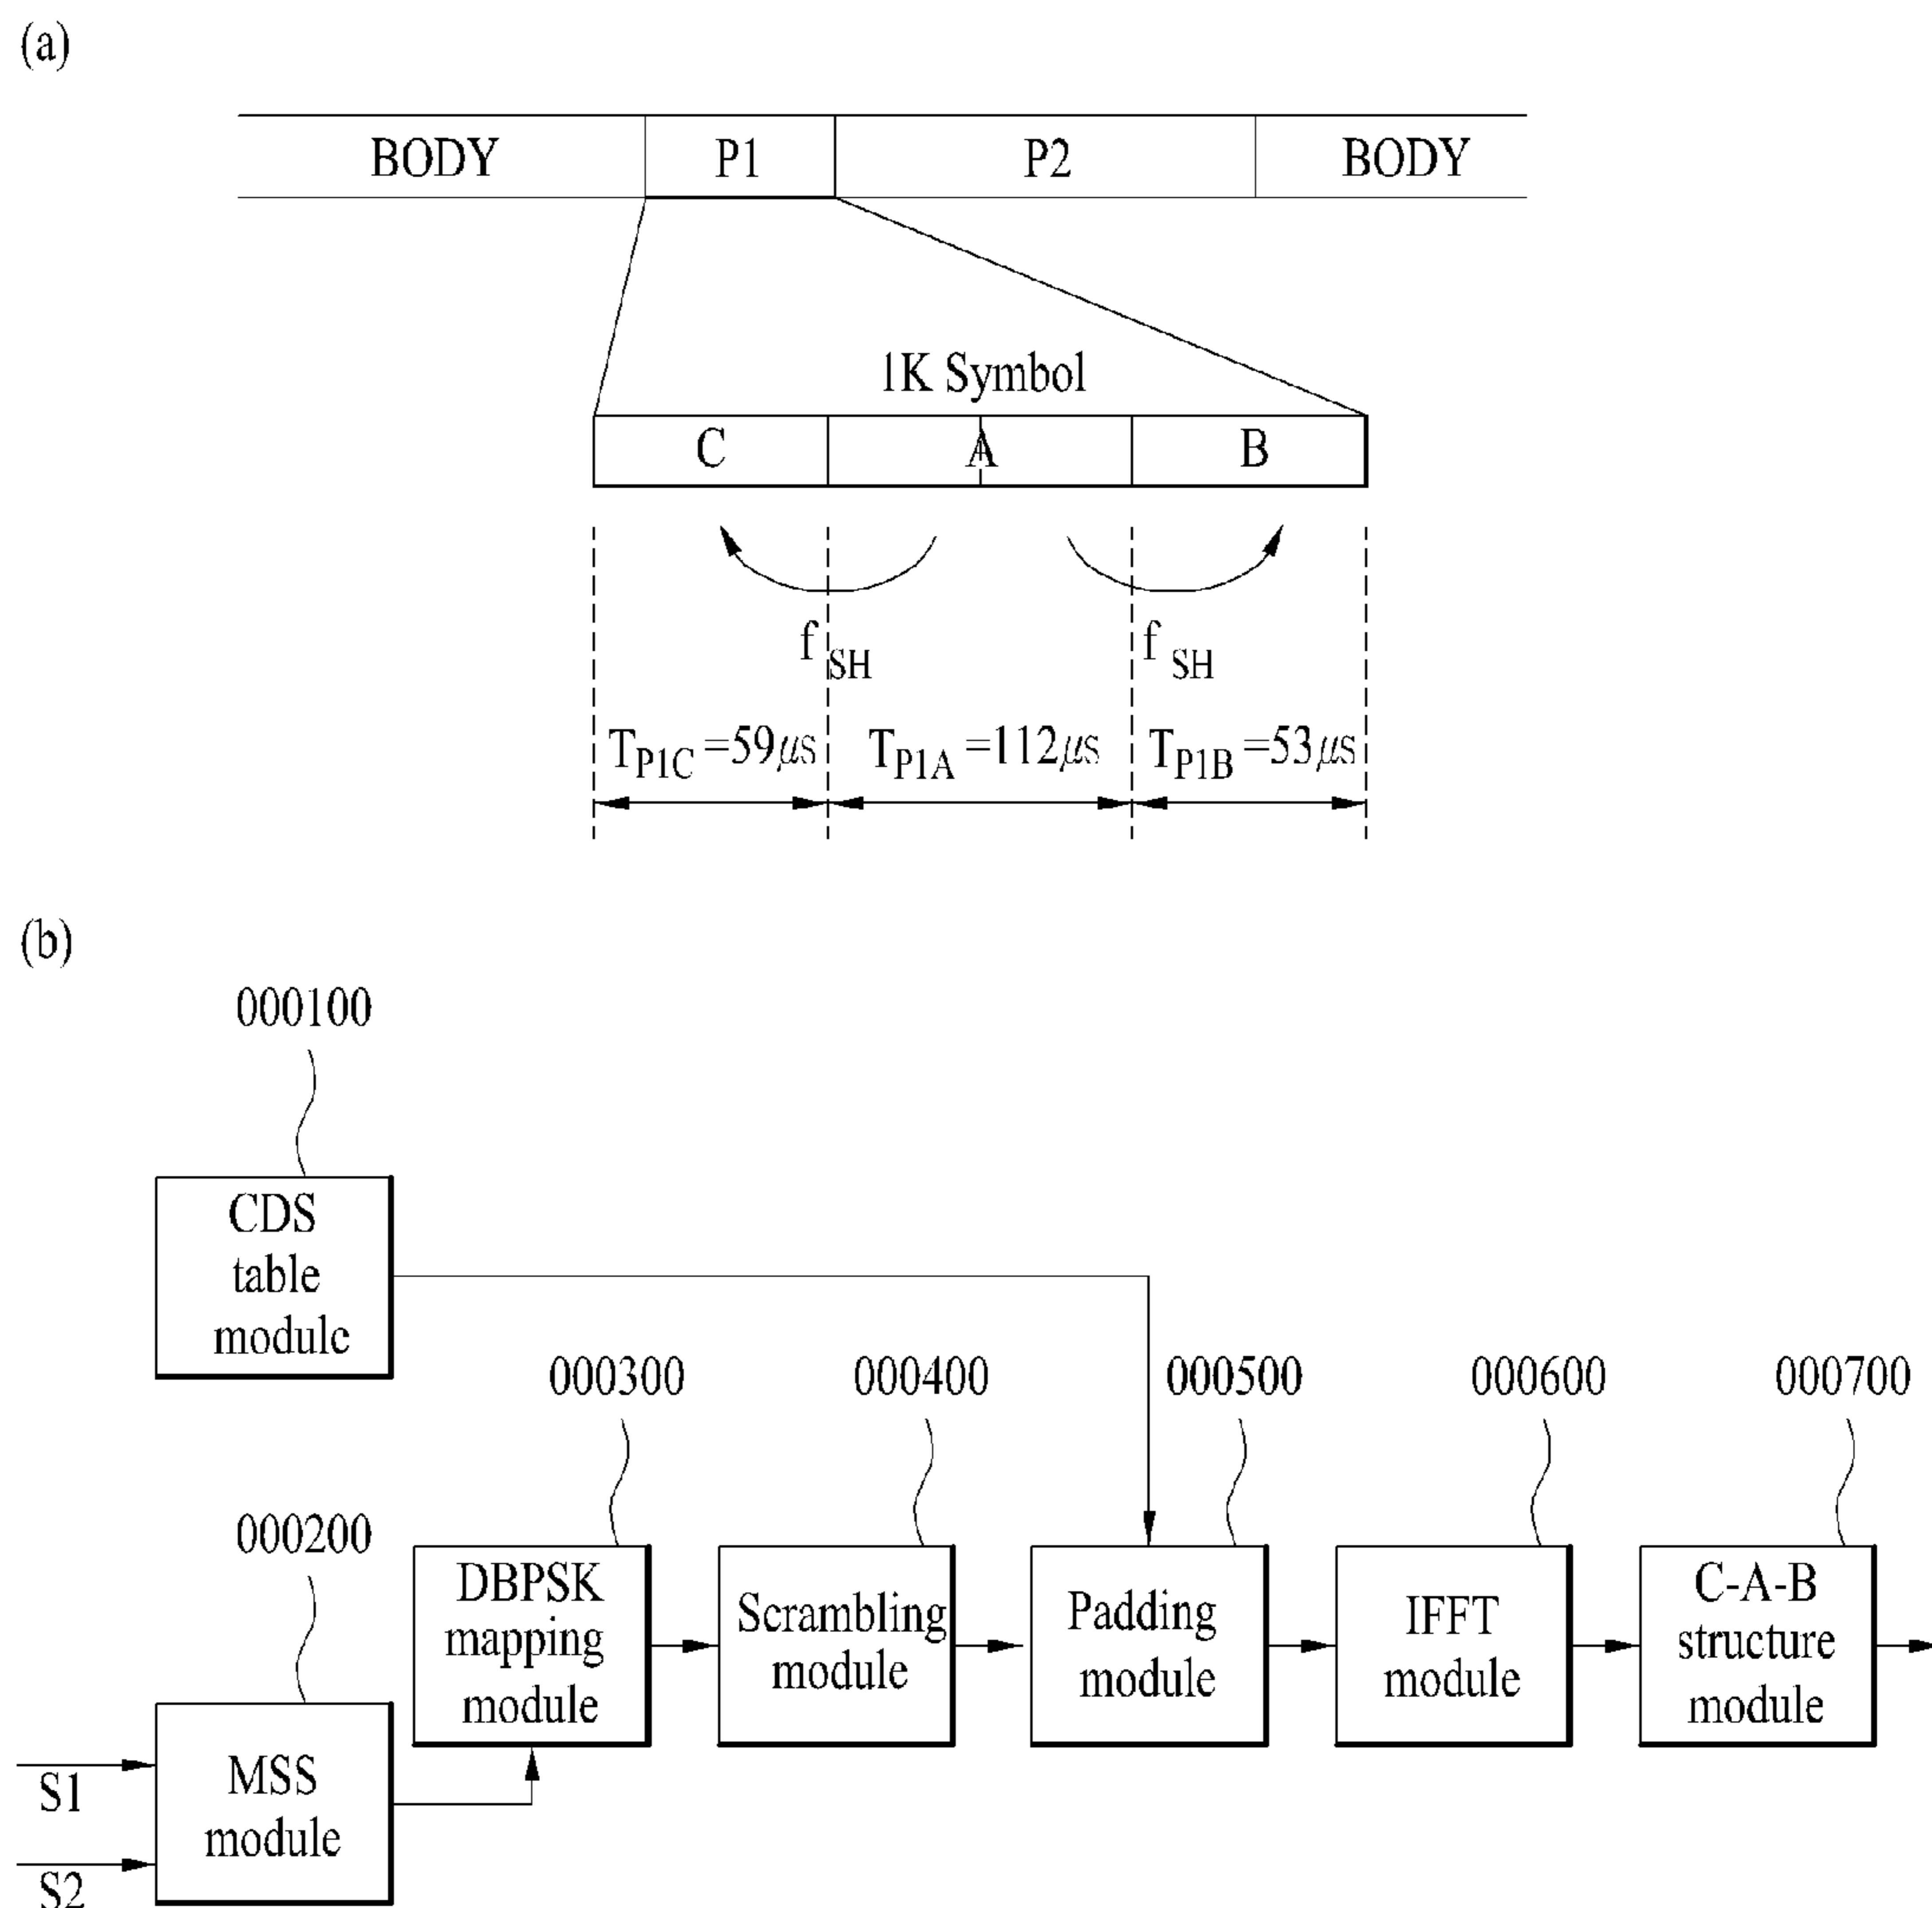 (a)
BODY P1 P2 BODY
1K Symbol
C A B
f SH f SH
TP1C =59μs TP1A =112μs TP1B =53μs
(b)
000100
CDS
table
module
000200
S1
S2
MSS
module
000300
DBPSK
mapping
module
000400
Scrambling
module
000500
Padding
module
000600
IFFT
module
000700
C-A-B
structure
module